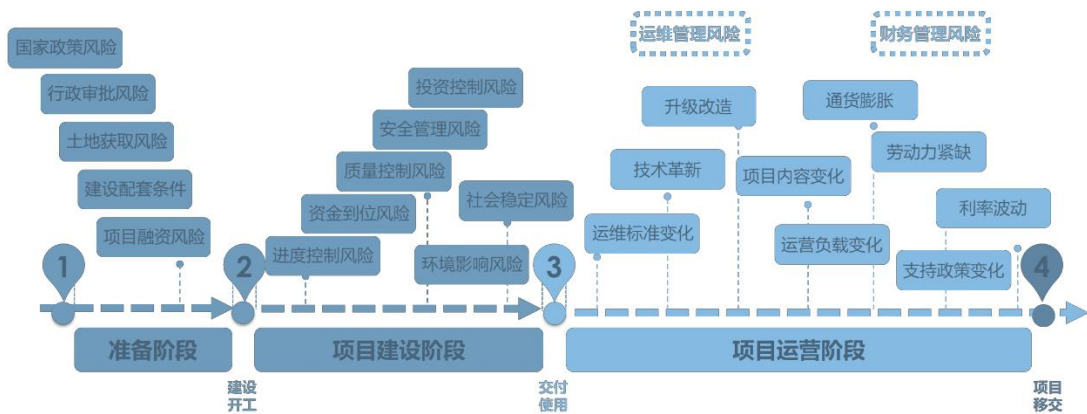 运维管理风险
财务管理风险
国家政策风险
行政审批风险
土地获取风险
建设配套条件
项目融资风险
投资控制风险
安全管理风险
质量控制风险
资金到位风险
进度控制风险
社会稳定风险
环境影响风险
升级改造
技术革新
运维标准变化
通货膨胀
项目内容变化
运营负载变化
劳动力紧缺
利率波动
支持政策变化
1
2
3
4
准备阶段
项目建设阶段
项目运营阶段
建设
开工
交付
使用
项目
移交